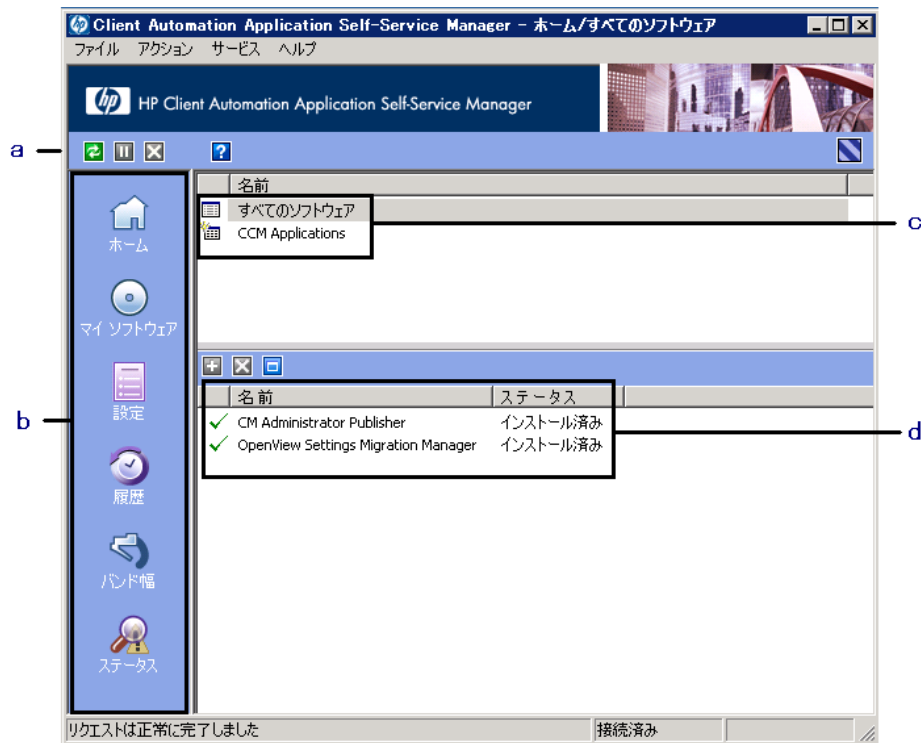 Client Automation Application Self-Service Manager - ホーム/すべてのソフトウェア
ファイル アクション サービス ヘルプ
hp HP Client Automation Application Self-Service Manager
a
?
名前
すべてのソフトウェア
CCM Applications
c
ホーム
マイ ソフトウェア
設定
履歴
バンド幅
ステータス
b
名前 ステータス
CM Administrator Publisher インストール済み
OpenView Settings Migration Manager インストール済み
d
リクエストは正常に完了しました 接続済み